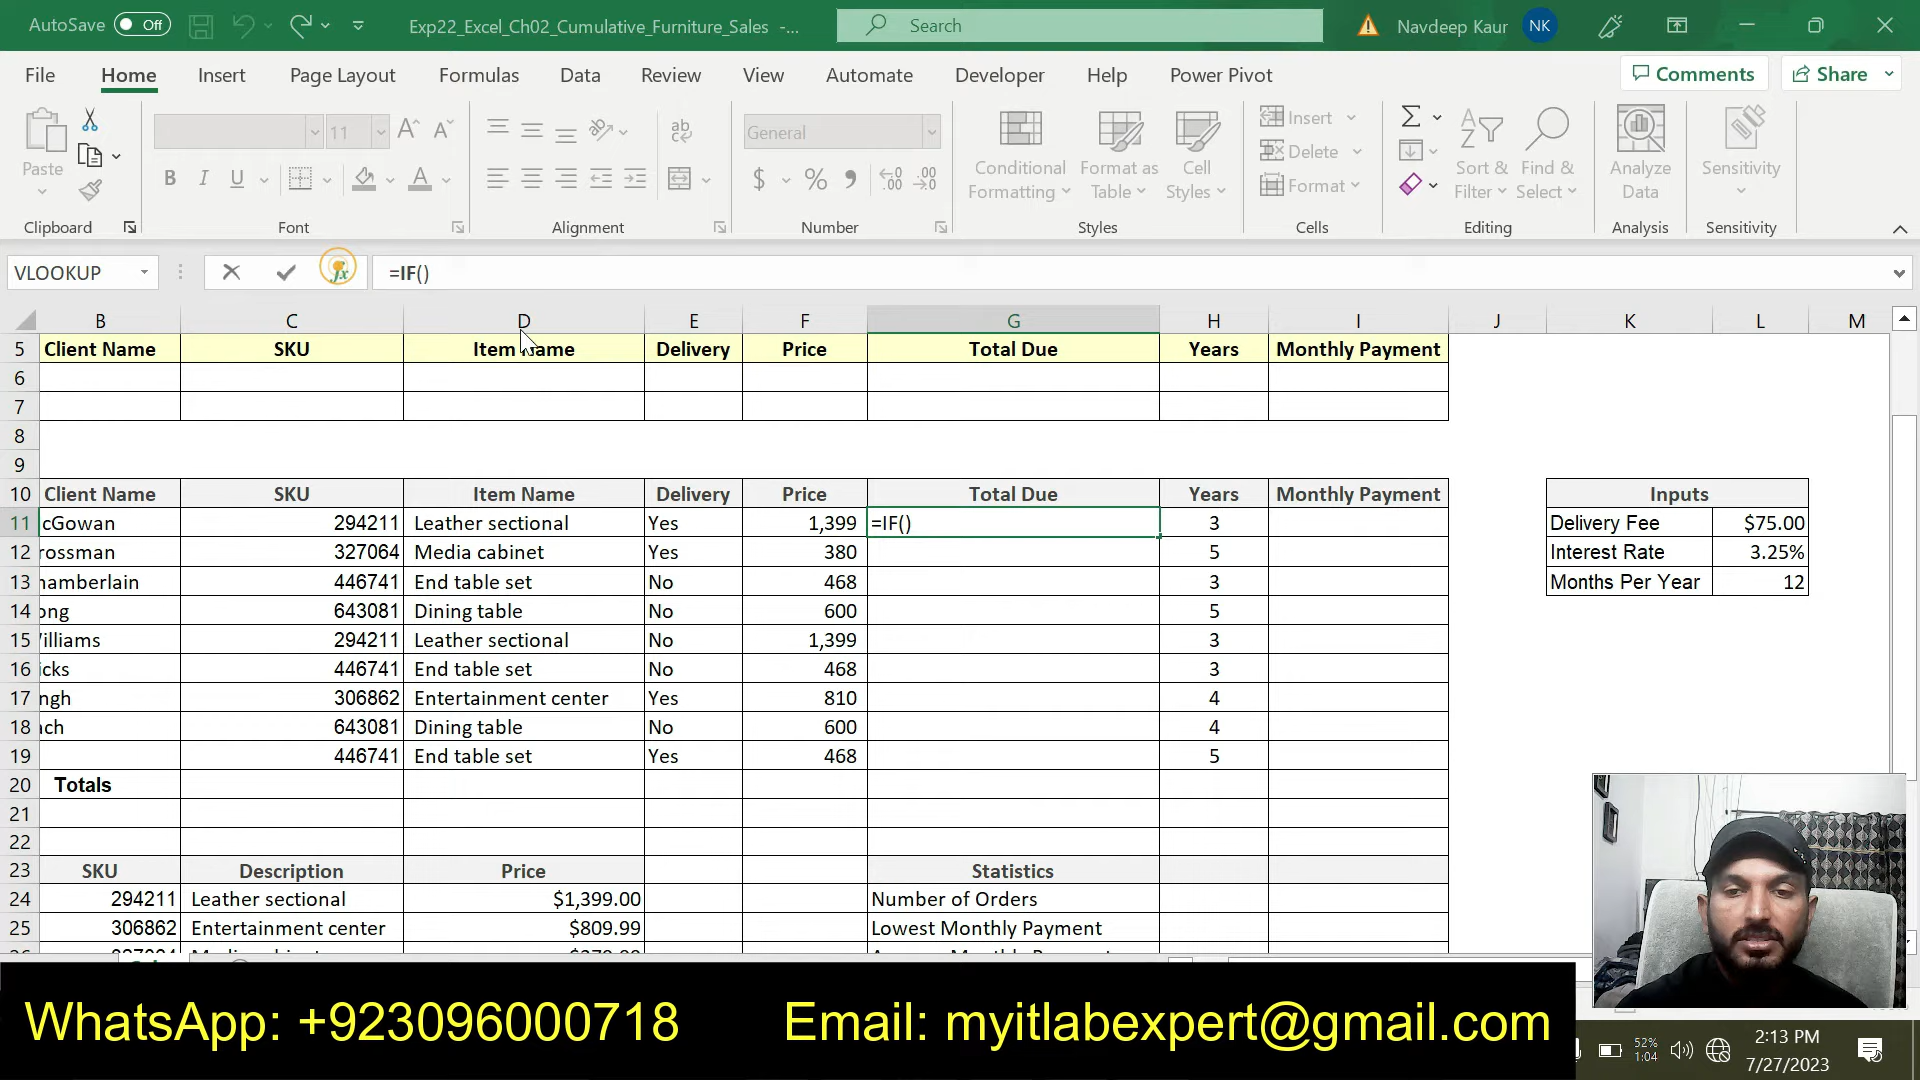 AutoSave Off Exp22_Excel_Ch02_Cumulative_Furniture_Sales -... Search Navdeep Kaur NK
File Home Insert Page Layout Formulas Data Review View Automate Developer Help Power Pivot Comments Share
Paste 11 General Conditional Formatting Format as Table Cell Styles Insert Delete Format Sort & Filter Find & Select Analyze Data Sensitivity
Clipboard Font Alignment Number Styles Cells Editing Analysis Sensitivity
VLOOKUP fx =IF()
B C D E F G H I J K L M
5 Client Name SKU Item Name Delivery Price Total Due Years Monthly Payment
6
7
8
9
10 Client Name SKU Item Name Delivery Price Total Due Years Monthly Payment Inputs
11 cGowan 294211 Leather sectional Yes 1,399 =IF() 3 Delivery Fee $75.00
12 rossman 327064 Media cabinet Yes 380 5 Interest Rate 3.25%
13 hamberlain 446741 End table set No 468 3 Months Per Year 12
14 ong 643081 Dining table No 600 5
15 illiams 294211 Leather sectional No 1,399 3
16 icks 446741 End table set No 468 3
17 ngh 306862 Entertainment center Yes 810 4
18 ach 643081 Dining table No 600 4
19 446741 End table set Yes 468 5
20 Totals
21
22
23 SKU Description Price Statistics
24 294211 Leather sectional $1,399.00 Number of Orders
25 306862 Entertainment center $809.99 Lowest Monthly Payment
WhatsApp: +923096000718 Email: myitlabexpert@gmail.com
52%
1:04
2:13 PM
7/27/2023